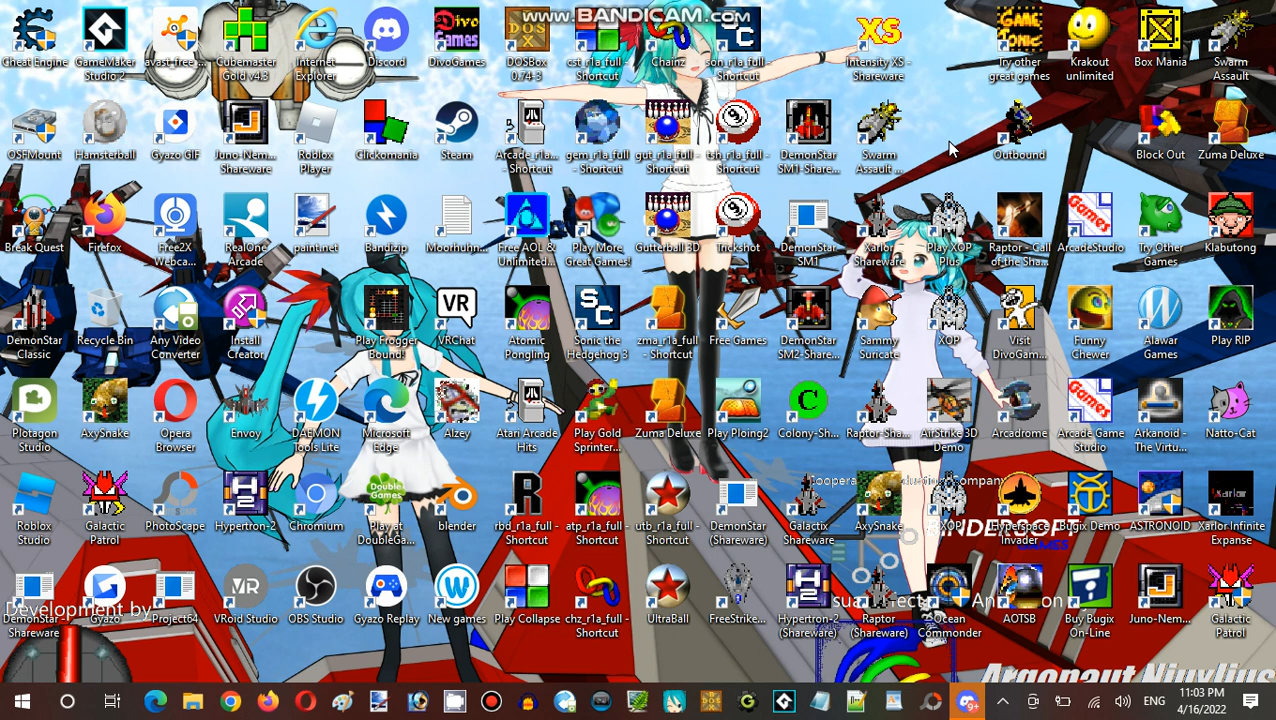 www.BANDICAM.com
Cheat Engine
GameMaker Studio 2
avast_free_...
Cubemaster Gold v4.3
Internet Explorer
Discord
DivoGames
DOSBox 0.74-3
cst_r1a_full - Shortcut
Chainz
son_r1a_full - Shortcut
Intensity XS - Shareware
Try other great games
Krakout unlimited
Box Mania
Swarm Assault
OSFMount
Hamsterball
Gyazo GIF
Juno-Nem... Shareware
Roblox Player
Clickomania
Steam
Arcade_r1a... - Shortcut
gem_r1a_full - Shortcut
gut_r1a_full - Shortcut
tsh_r1a_full - Shortcut
DemonStar SM1-Share...
Swarm Assault ...
Outbound
Block Out
Zuma Deluxe
Break Quest
Firefox
Free2X Webca...
RealOne Arcade
paint.net
Bandizip
Moorhuhn...
Free AOL & Unlimited...
Play More Great Games!
Gutterball 3D
Trickshot
DemonStar SM1
Xarlor Shareware
Play XOP Plus
Raptor - Call of the Sha...
ArcadeStudio
Try Other Games
Klabutong
DemonStar Classic
Recycle Bin
Any Video Converter
Install Creator
Play Frogger Bound!
VRChat
Atomic Pongling
Sonic the Hedgehog 3
zma_r1a_full - Shortcut
Free Games
DemonStar SM2-Share...
Sammy Suricate
XOP
Visit DivoGam...
Funny Chewer
Alawar Games
Play RIP
Plotagon Studio
AxySnake
Opera Browser
Envoy
DAEMON Tools Lite
Microsoft Edge
Alzey
Atari Arcade Hits
Play Gold Sprinter...
Zuma Deluxe
Play Ploing2
Colony-Sh...
Raptor-Sha...
AirStrike 3D Demo
Arcadrome
Arcade Game Studio
Arkanoid - The Virtu...
Natto-Cat
Roblox Studio
Galactic Patrol
PhotoScape
Hypertron-2
Chromium
Play at DoubleGa...
blender
rbd_r1a_full - Shortcut
atp_r1a_full - Shortcut
utb_r1a_full - Shortcut
DemonStar (Shareware)
Galactix Shareware
AxySnake
XOP
Hyperspace Invader
Bugix Demo
ASTRONOID
Xarlor Infinite Expanse
DemonStar Shareware
Gyazo
Project64
VRoid Studio
OBS Studio
Gyazo Replay
New games
Play Collapse
chz_r1a_full - Shortcut
UltraBall
FreeStrike...
Hypertron-2 (Shareware)
Raptor (Shareware)
Ocean Commonder
AOTSB
Buy Bugix On-Line
Juno-Nem...
Galactic Patrol
Development by
ENG
11:03 PM
4/16/2022